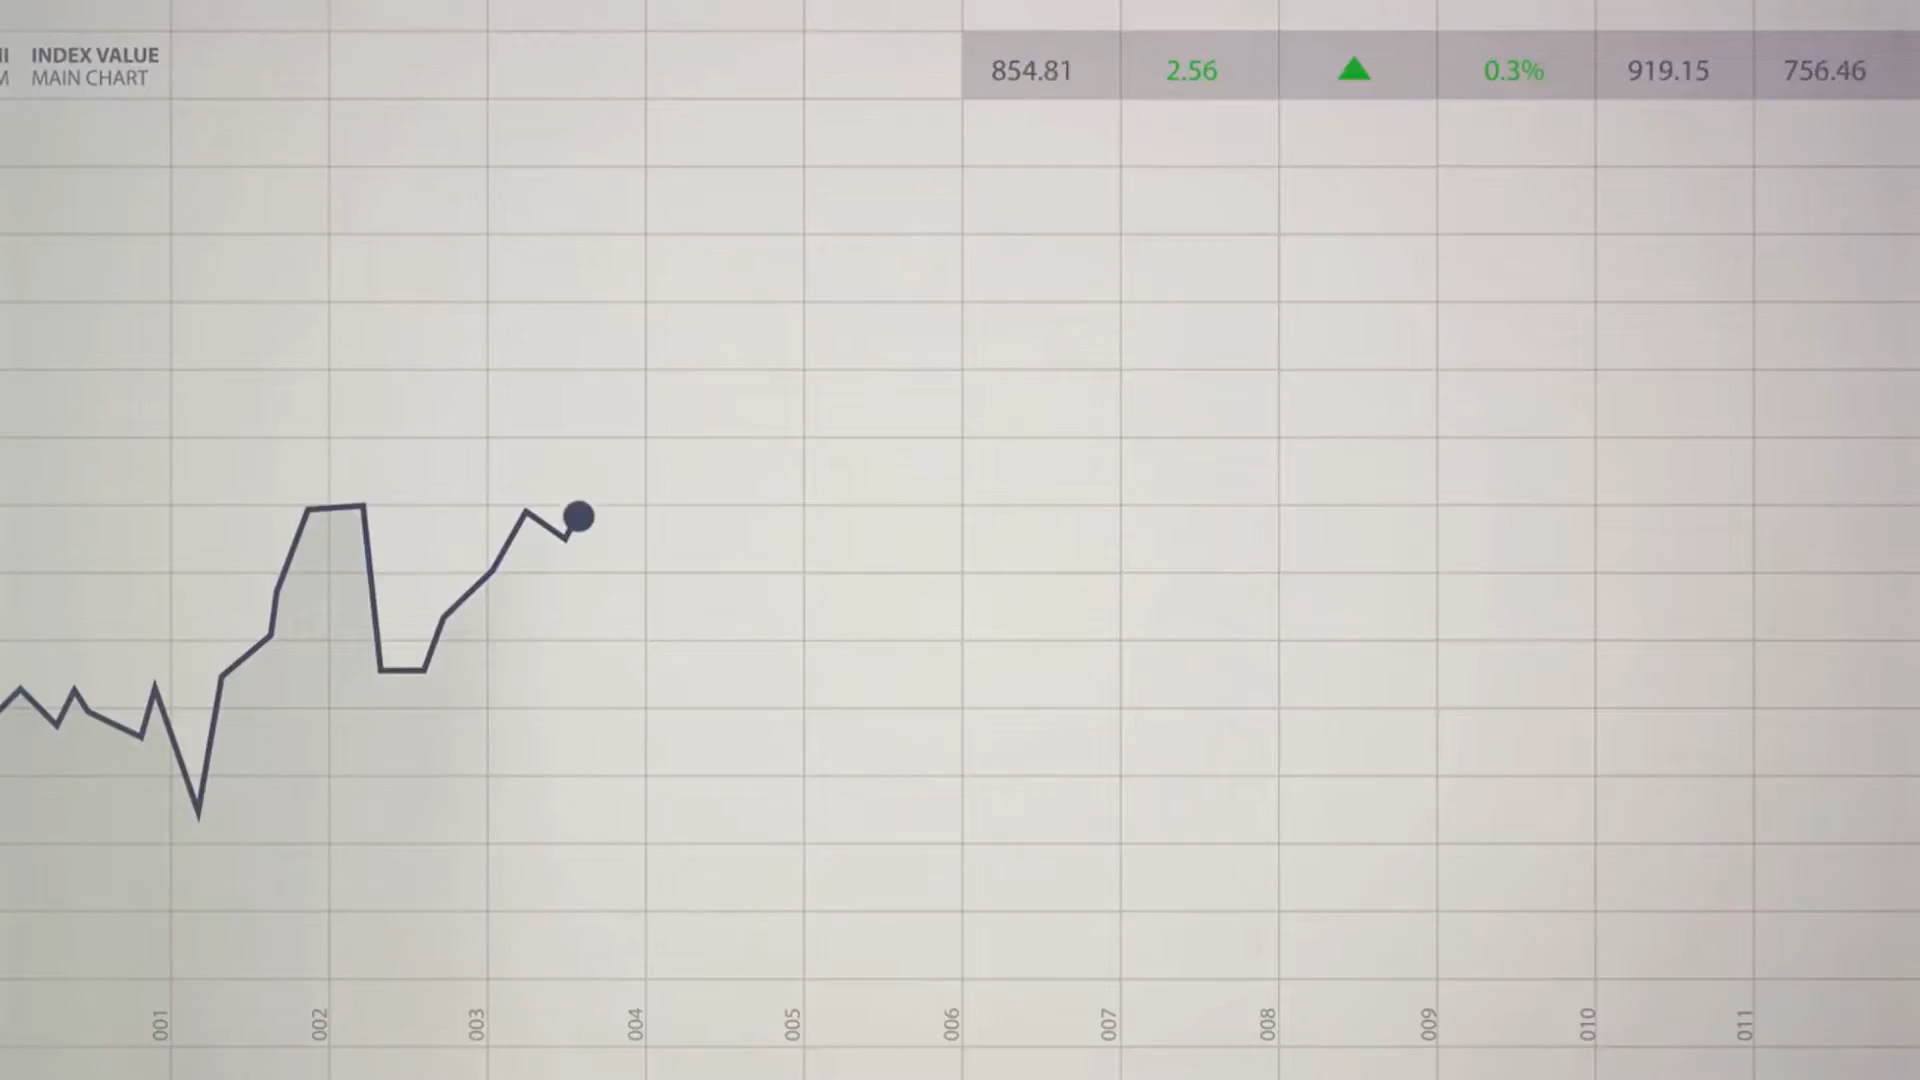 INDEX VALUE
MAIN CHART
854.81 2.56 0.3% 919.15 756.46
001 002 003 004 005 006 007 008 009 010 011